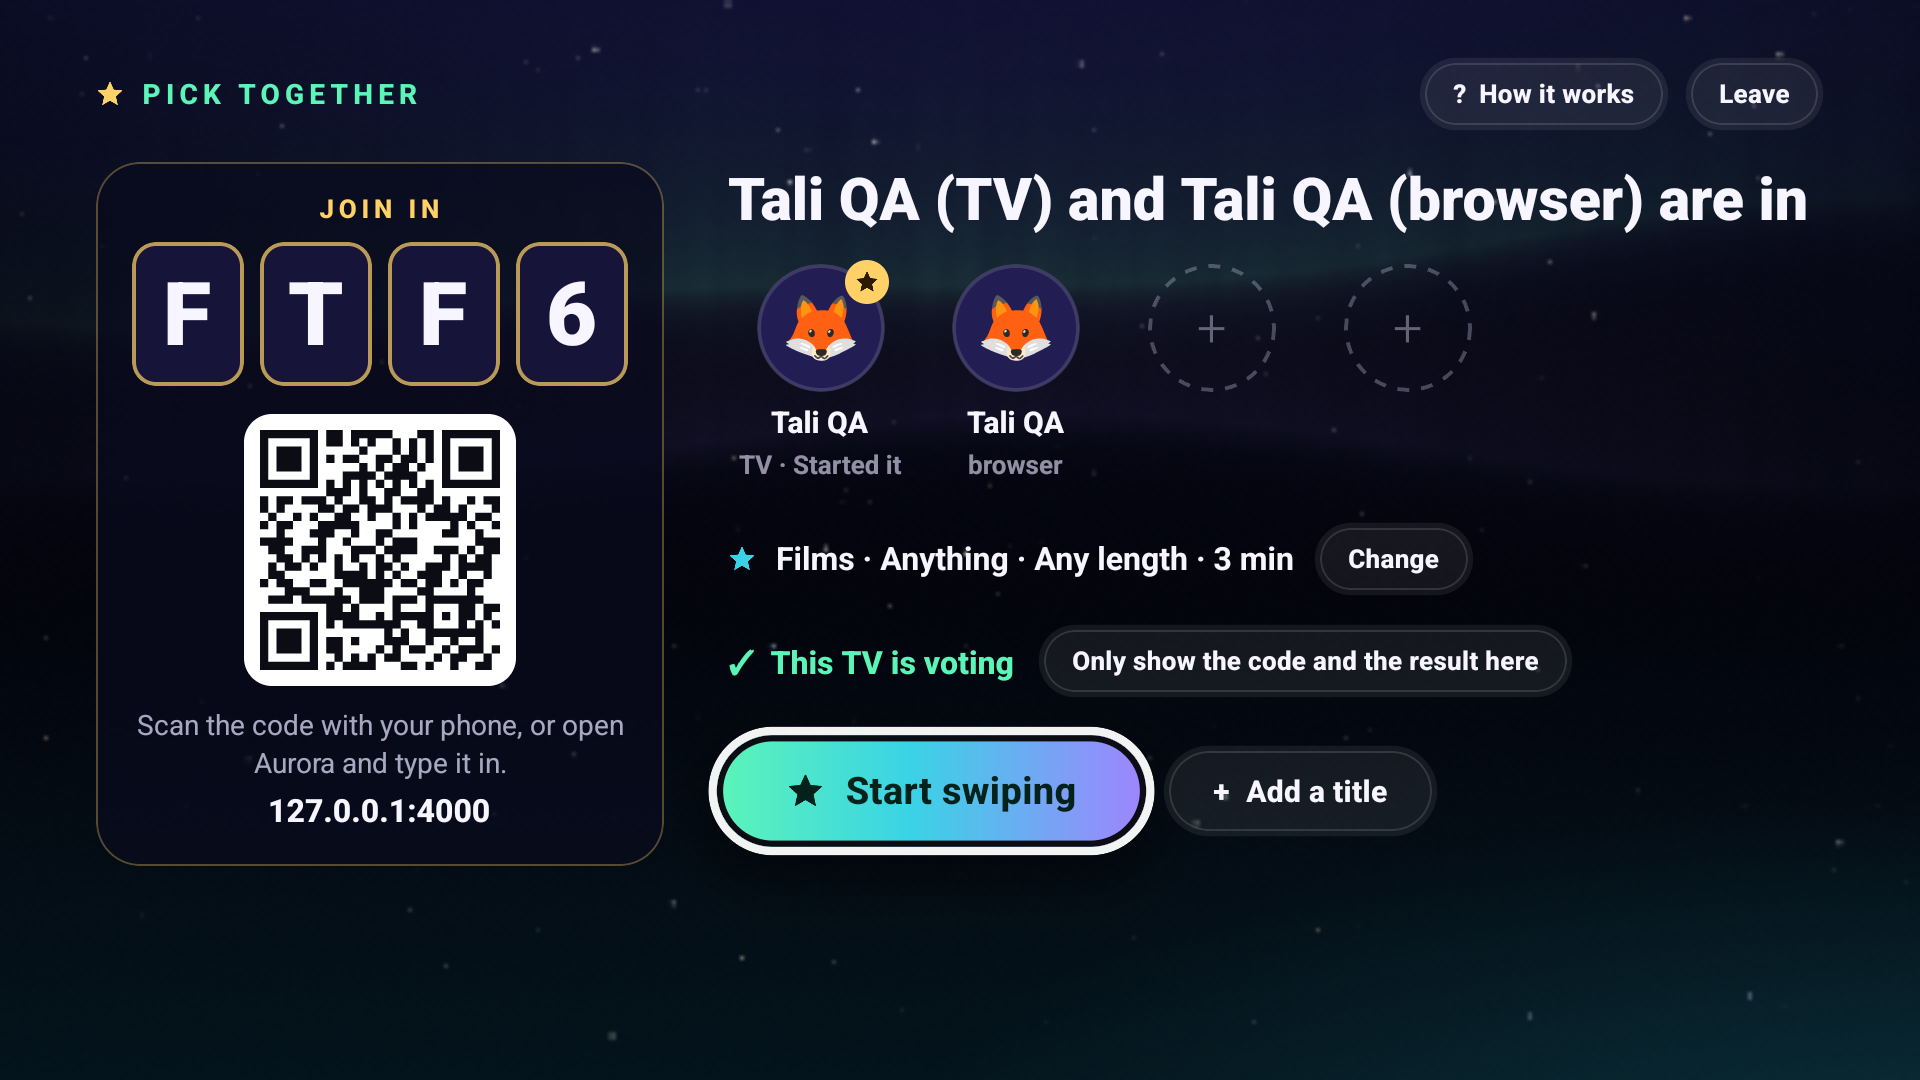 PICK TOGETHER
? How it works
Leave
JOIN IN
F T F 6
Scan the code with your phone, or open
Aurora and type it in.
127.0.0.1:4000
Tali QA (TV) and Tali QA (browser) are in
Tali QA
TV · Started it
Tali QA
browser
Films · Anything · Any length · 3 min
Change
✓ This TV is voting
Only show the code and the result here
Start swiping
+ Add a title